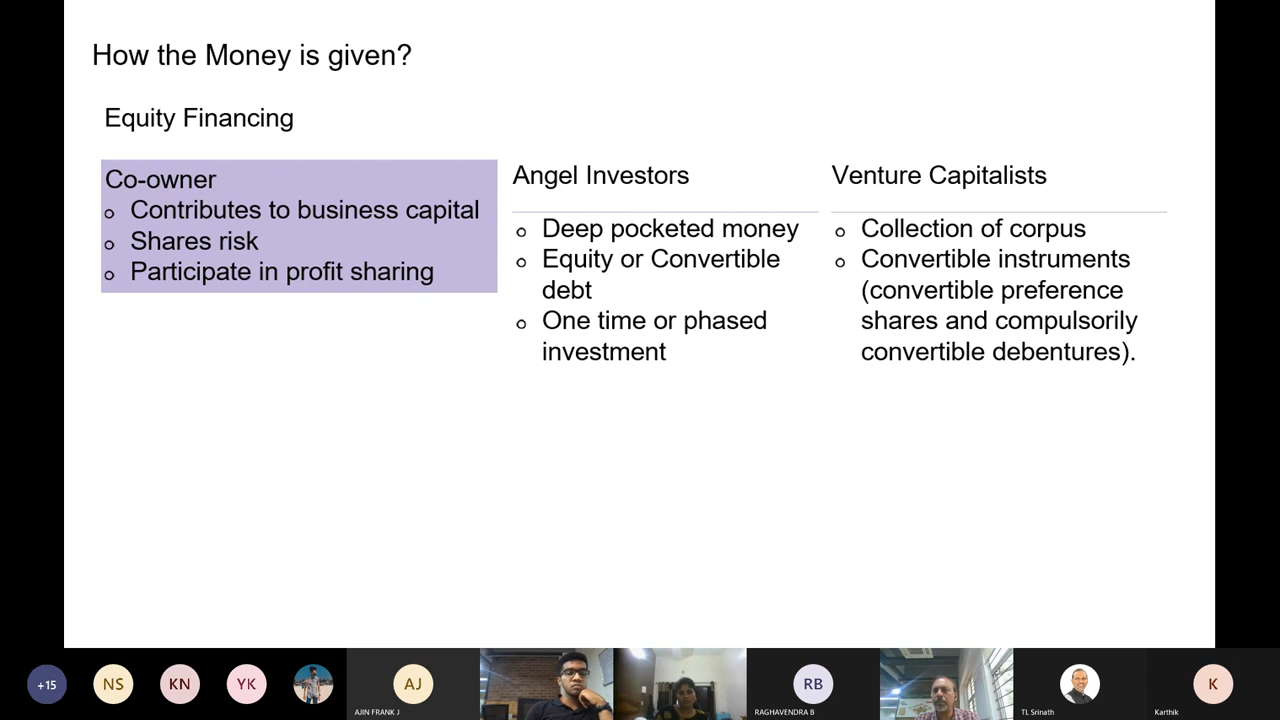 How the Money is given?
Equity Financing
Co-owner
Contributes to business capital
Shares risk
Participate in profit sharing
Angel Investors
Deep pocketed money
Equity or Convertible
debt
One time or phased
investment
Venture Capitalists
Collection of corpus
Convertible instruments
(convertible preference
shares and compulsorily
convertible debentures).
+15
NS
KN
YK
AJ
AJIN FRANK J
RB
RAGHAVENDRA B
TL Srinath
K
Karthik